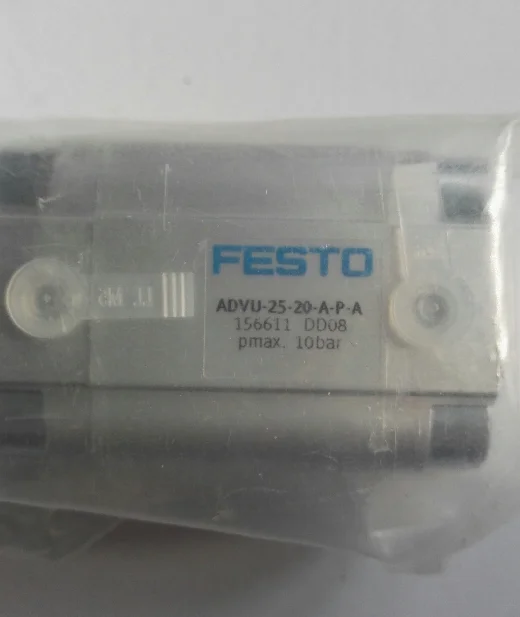 FESTO
ADVU-25-20-A-P-A
156611 DD08
pmax. 10bar